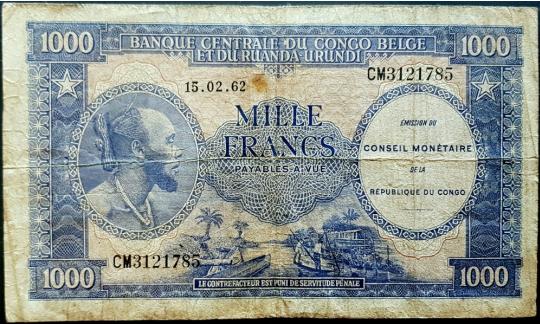 1000 1000
BANQUE CENTRALE DU CONGO BELGE
ET DU RUANDA-URUNDI
CM3121785
15.02.62
MILLE
FRANCS
PAYABLES A VUE
ÉMISSION DU
CONSEIL MONÉTAIRE
DE LA
RÉPUBLIQUE DU CONGO
CM3121785
1000 1000
LE CONTREFACTEUR EST PUNI DE SERVITUDE PÉNALE